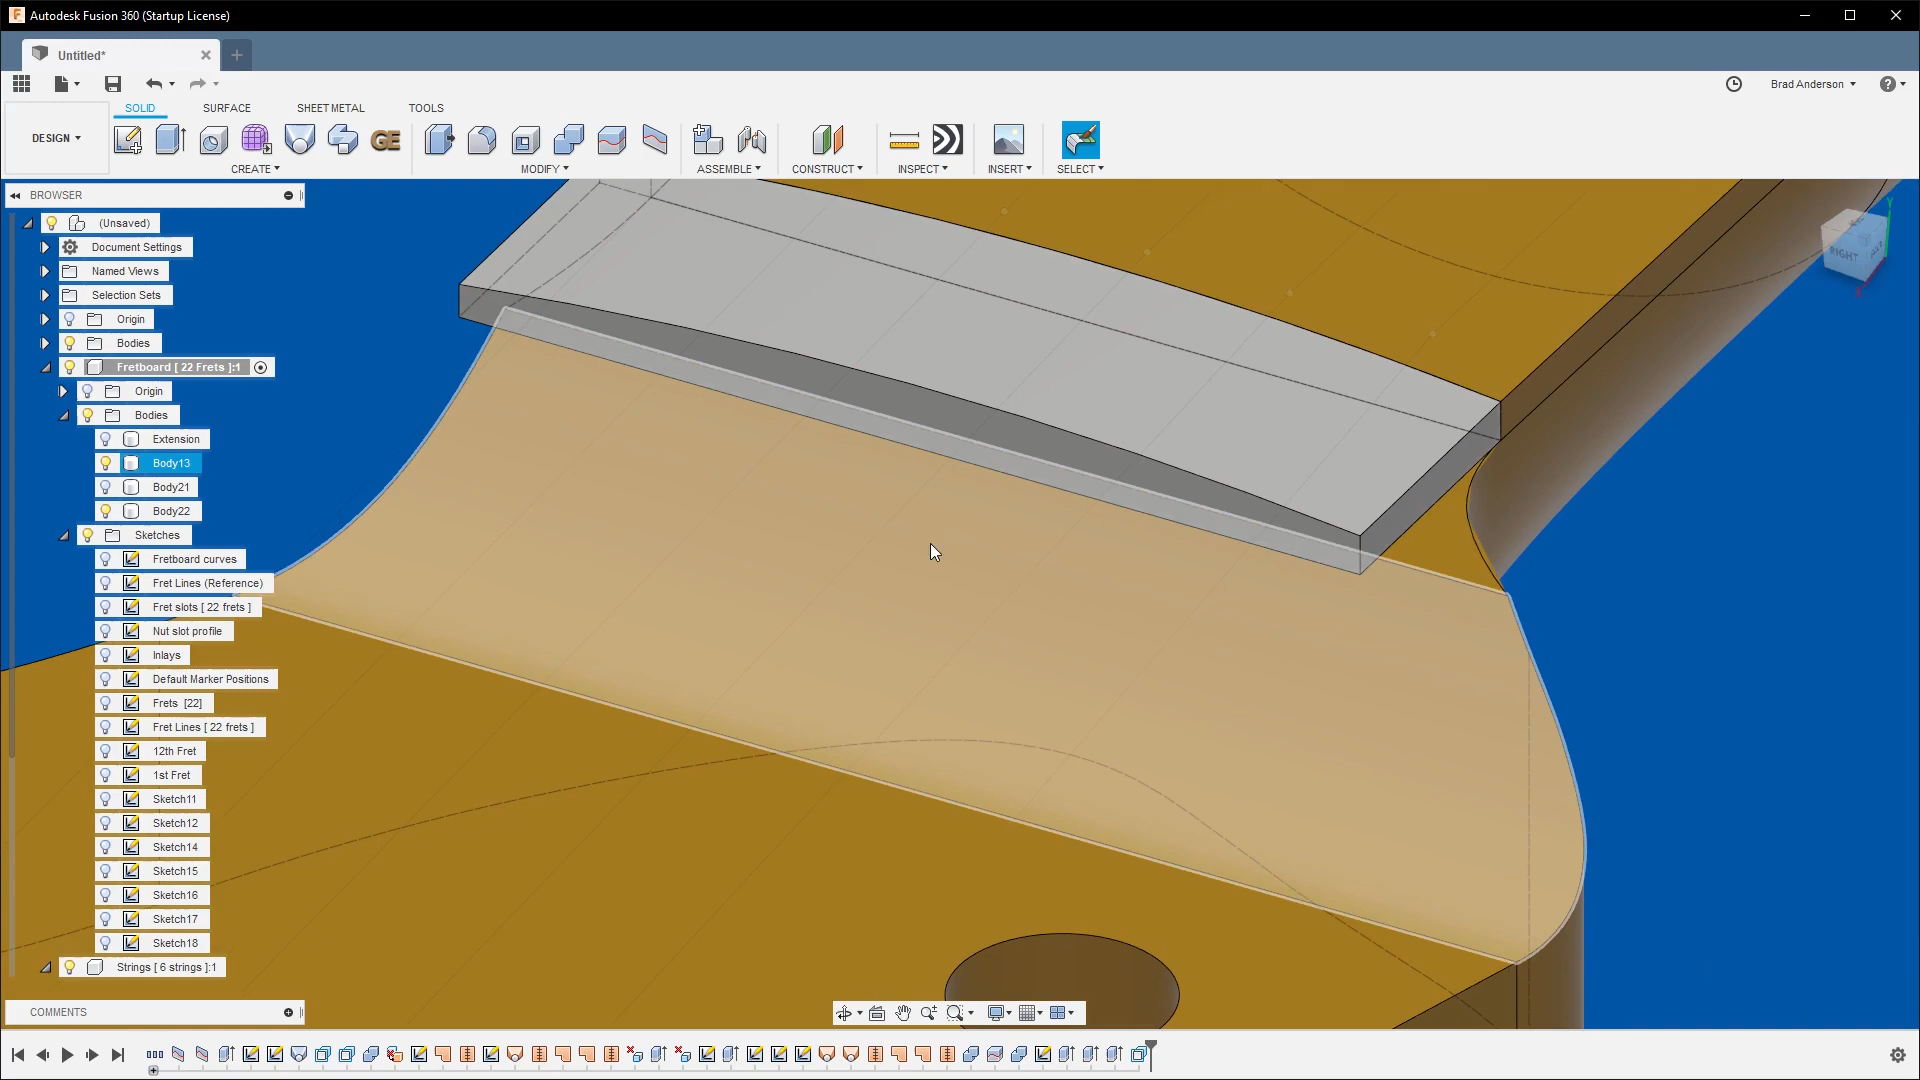 Autodesk Fusion 360 (Startup License)
Untitled*
Brad Anderson
DESIGN
SOLID
SURFACE
SHEET METAL
TOOLS
GE
CREATE
MODIFY
ASSEMBLE
CONSTRUCT
INSPECT
INSERT
SELECT
BROWSER
(Unsaved)
Document Settings
Named Views
Selection Sets
Origin
Bodies
Fretboard [ 22 Frets ]:1
Origin
Bodies
Extension
Body13
Body21
Body22
Sketches
Fretboard curves
Fret Lines (Reference)
Fret slots [ 22 frets ]
Nut slot profile
Inlays
Default Marker Positions
Frets [22]
Fret Lines [ 22 frets ]
12th Fret
1st Fret
Sketch11
Sketch12
Sketch14
Sketch15
Sketch16
Sketch17
Sketch18
Strings [ 6 strings ]:1
COMMENTS
RIGHT
Y